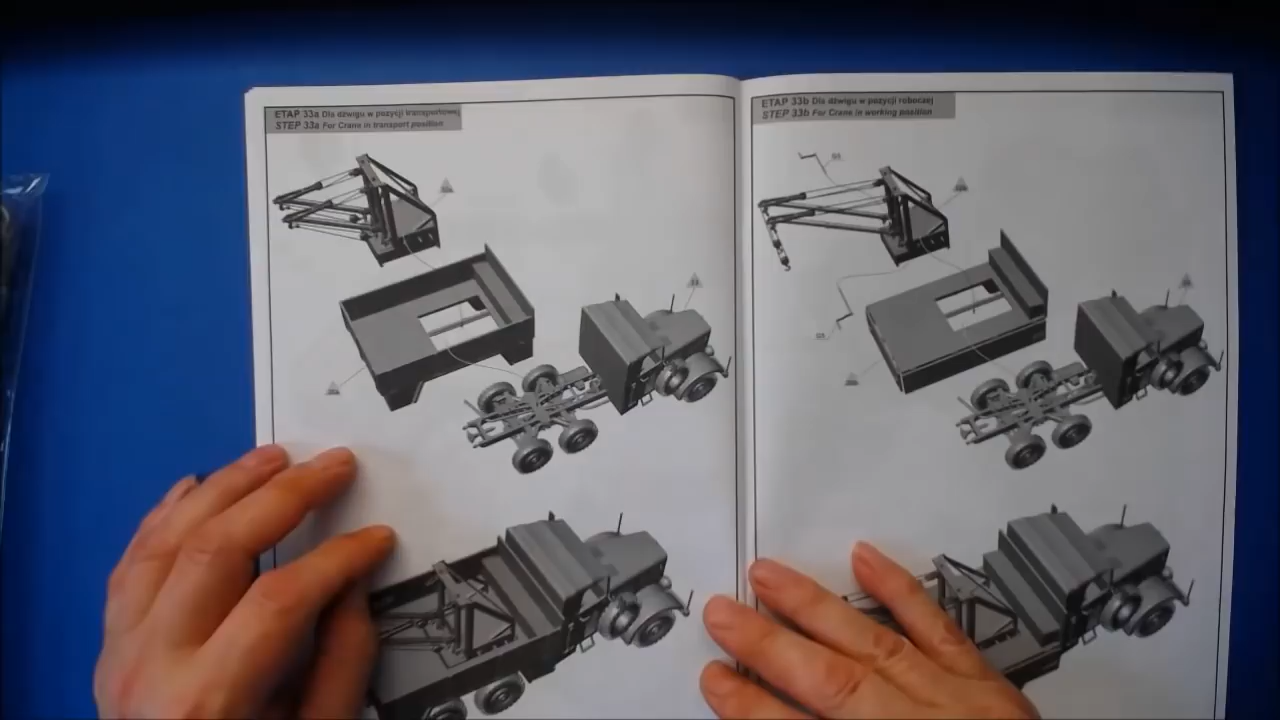 ETAP 33a Dla dźwigu w pozycji transportowej
STEP 33a For Crane in transport position
ETAP 33b Dla dźwigu w pozycji roboczej
STEP 33b For Crane in working position